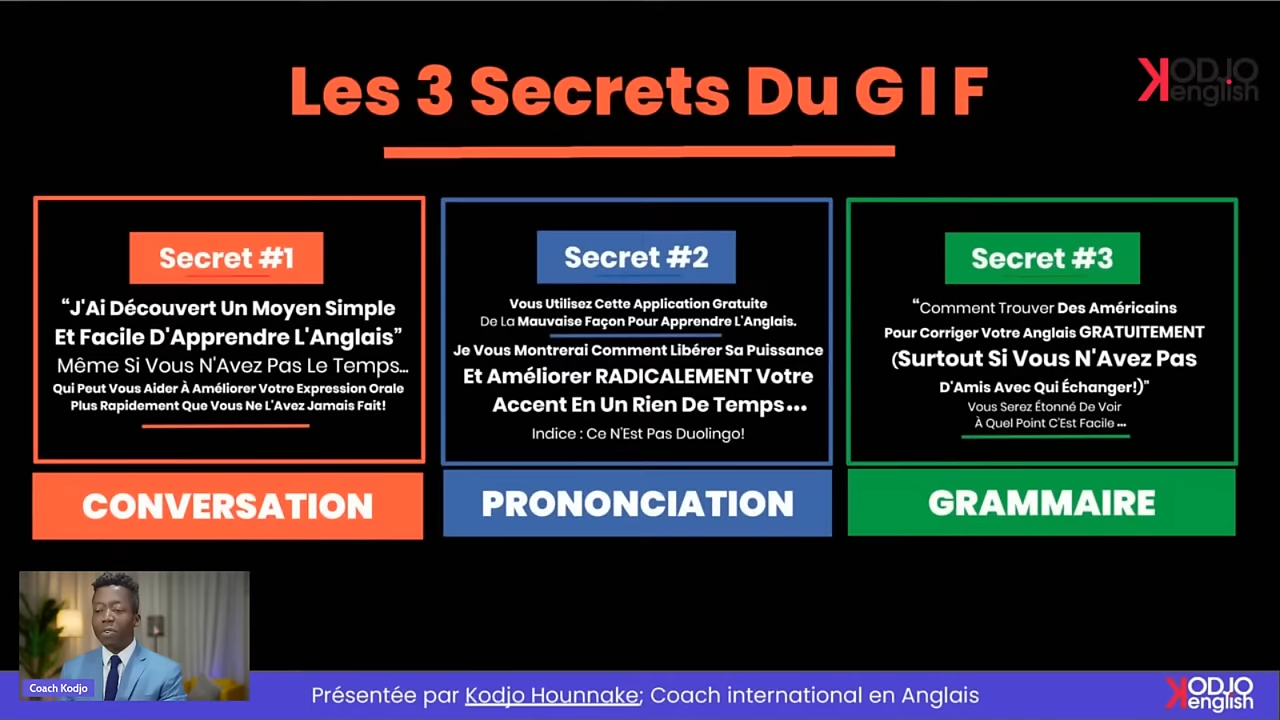 Les 3 Secrets Du G I F
KODJO
english
Secret #1
“J'Ai Découvert Un Moyen Simple
Et Facile D'Apprendre L'Anglais”
Même Si Vous N'Avez Pas Le Temps...
Qui Peut Vous Aider À Améliorer Votre Expression Orale
Plus Rapidement Que Vous Ne L'Avez Jamais Fait!
CONVERSATION
Secret #2
Vous Utilisez Cette Application Gratuite
De La Mauvaise Façon Pour Apprendre L'Anglais.
Je Vous Montrerai Comment Libérer Sa Puissance
Et Améliorer RADICALEMENT Votre
Accent En Un Rien De Temps...
Indice : Ce N'Est Pas Duolingo!
PRONONCIATION
Secret #3
“Comment Trouver Des Américains
Pour Corriger Votre Anglais GRATUITEMENT
(Surtout Si Vous N'Avez Pas
D'Amis Avec Qui Échanger!)"
Vous Serez Étonné De Voir
À Quel Point C'Est Facile ...
GRAMMAIRE
Coach Kodjo
Présentée par Kodjo Hounnake; Coach international en Anglais
KODJO
english